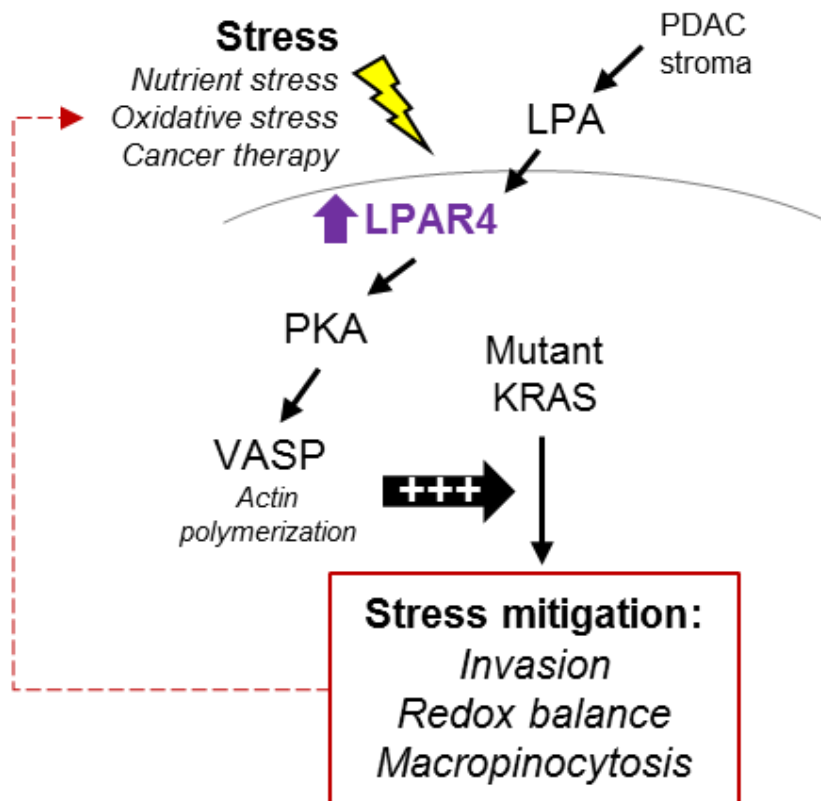 Stress
Nutrient stress
Oxidative stress
Cancer therapy
PDAC
stroma
LPA
LPAR4
PKA
Mutant
KRAS
VASP
Actin
polymerization
+++
Stress mitigation:
Invasion
Redox balance
Macropinocytosis